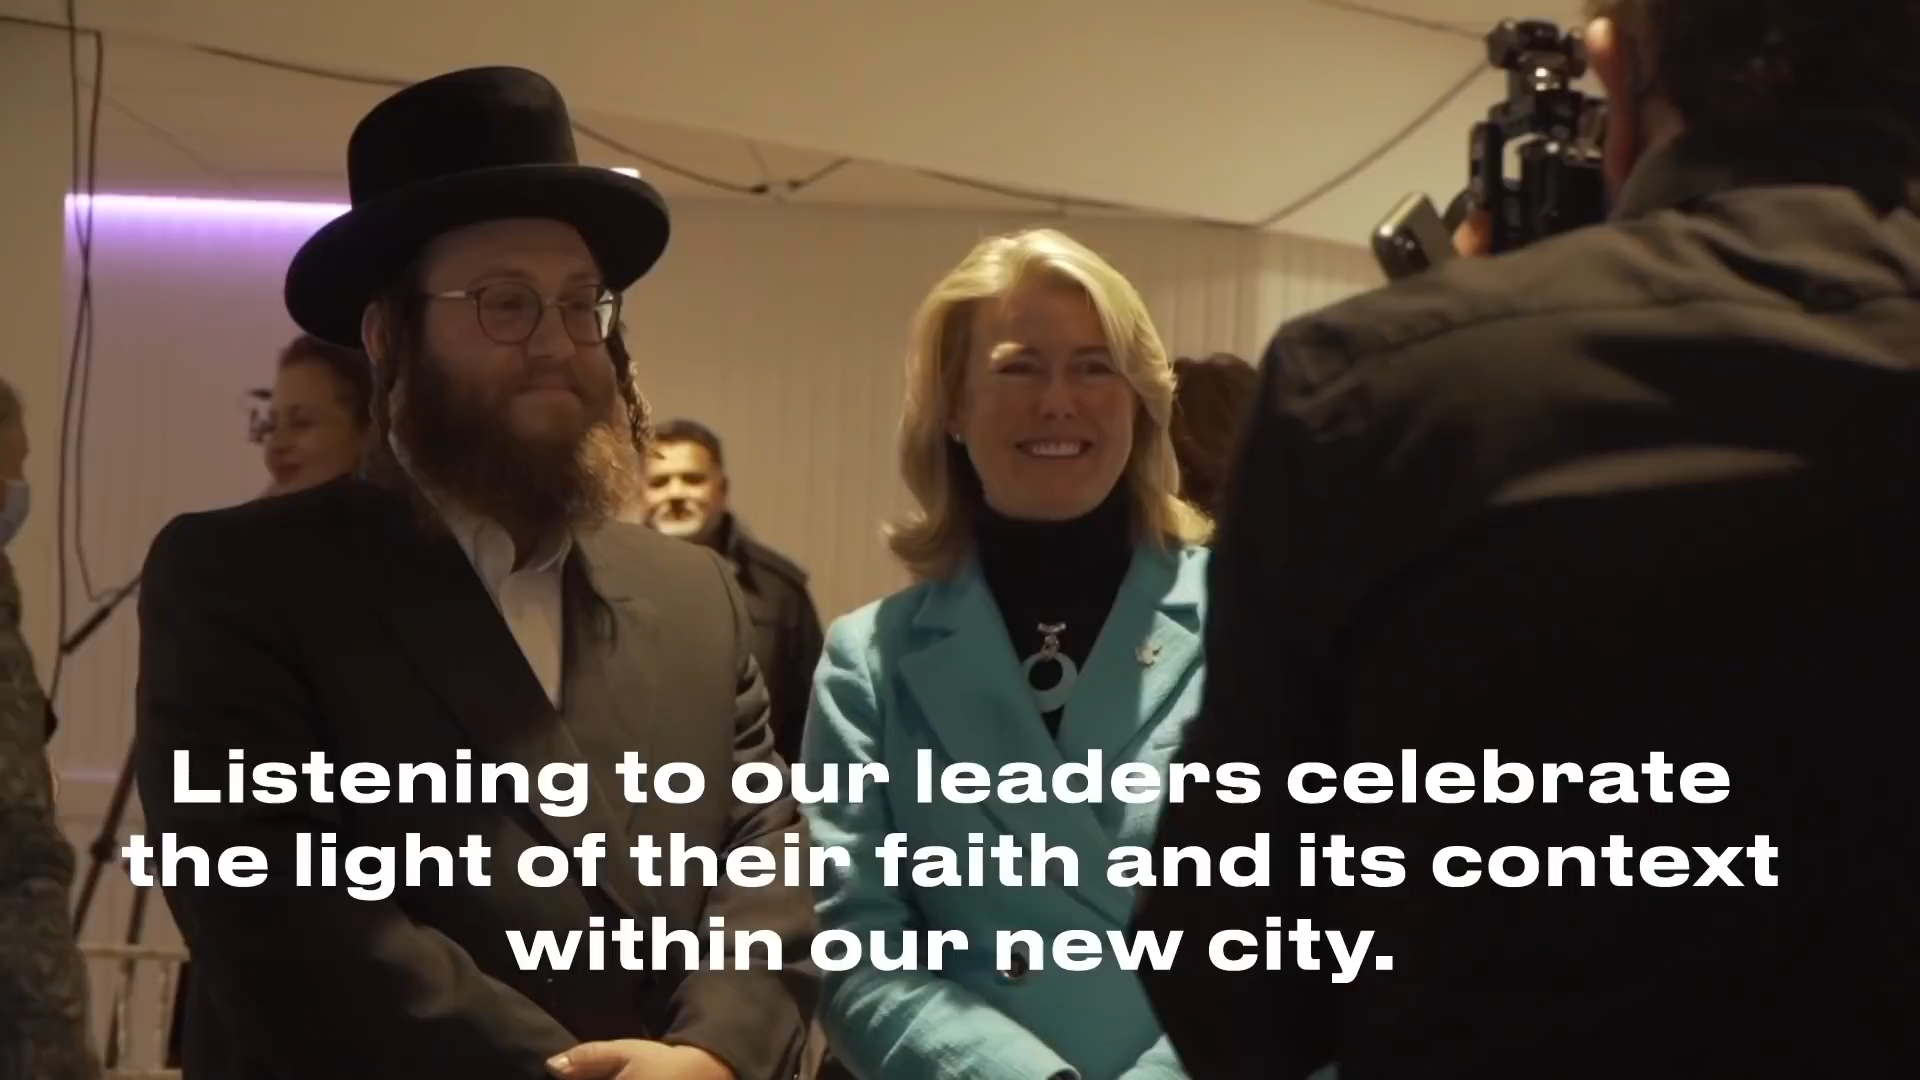 Listening to our leaders celebrate
the light of their faith and its context
within our new city.